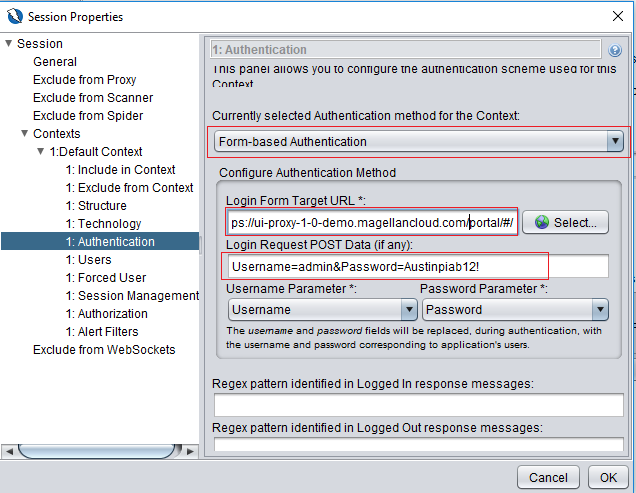 Session Properties
Session
General
Exclude from Proxy
Exclude from Scanner
Exclude from Spider
Contexts
1:Default Context
1: Include in Context
1: Exclude from Context
1: Structure
1: Technology
1: Authentication
1: Users
1: Forced User
1: Session Management
1: Authorization
1: Alert Filters
Exclude from WebSockets
1: Authentication
This panel allows you to configure the authentication scheme used for this
Context.
Currently selected Authentication method for the Context:
Form-based Authentication
Configure Authentication Method
Login Form Target URL *:
ps://ui-proxy-1-0-demo.magellancloud.com/portal/#/
Select...
Login Request POST Data (if any):
Username=admin&Password=Austinpiab12!
Username Parameter *: Password Parameter *:
Username Password
The username and password fields will be replaced, during authentication, with
the username and password corresponding to application's users.
Regex pattern identified in Logged In response messages:
Regex pattern identified in Logged Out response messages:
Cancel OK